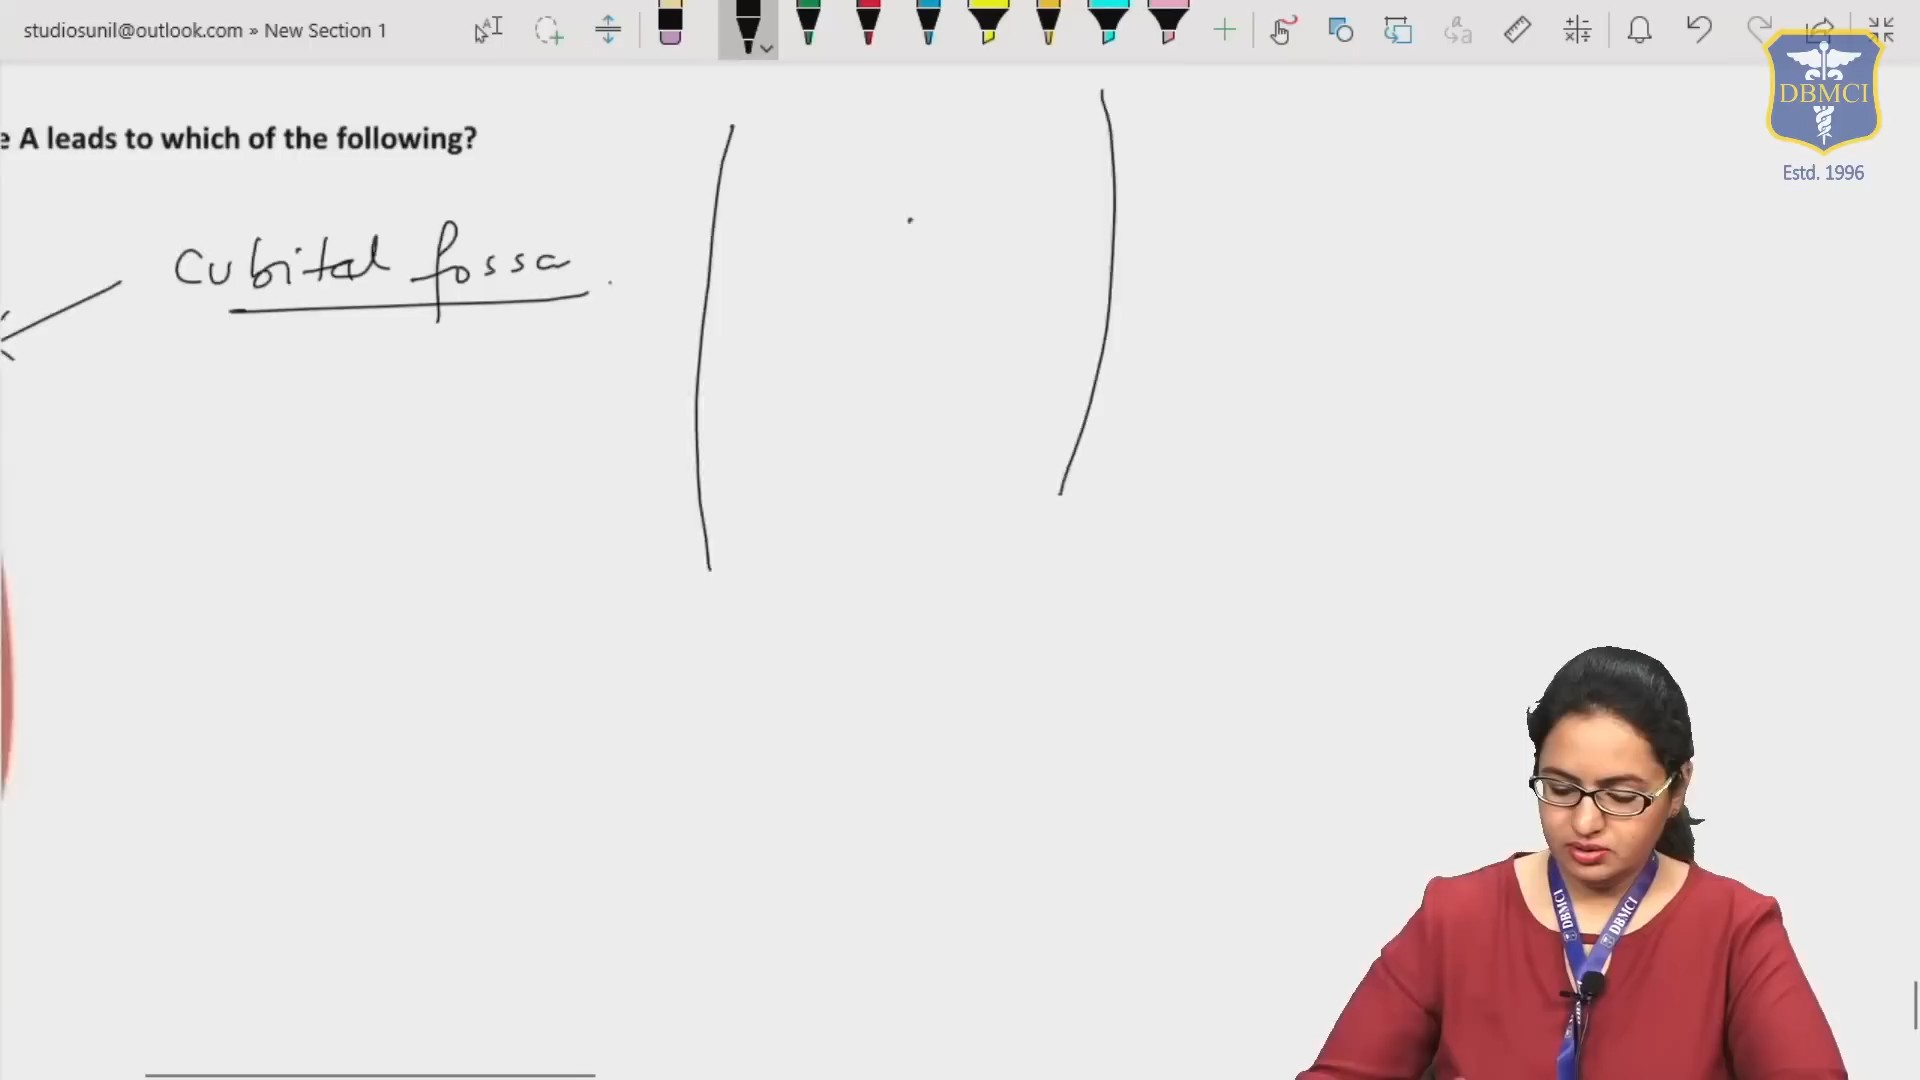 studiosunil@outlook.com » New Section 1
DBMCI
Estd. 1996
e A leads to which of the following?
Cubital fossa
DBMCI
DBMCI